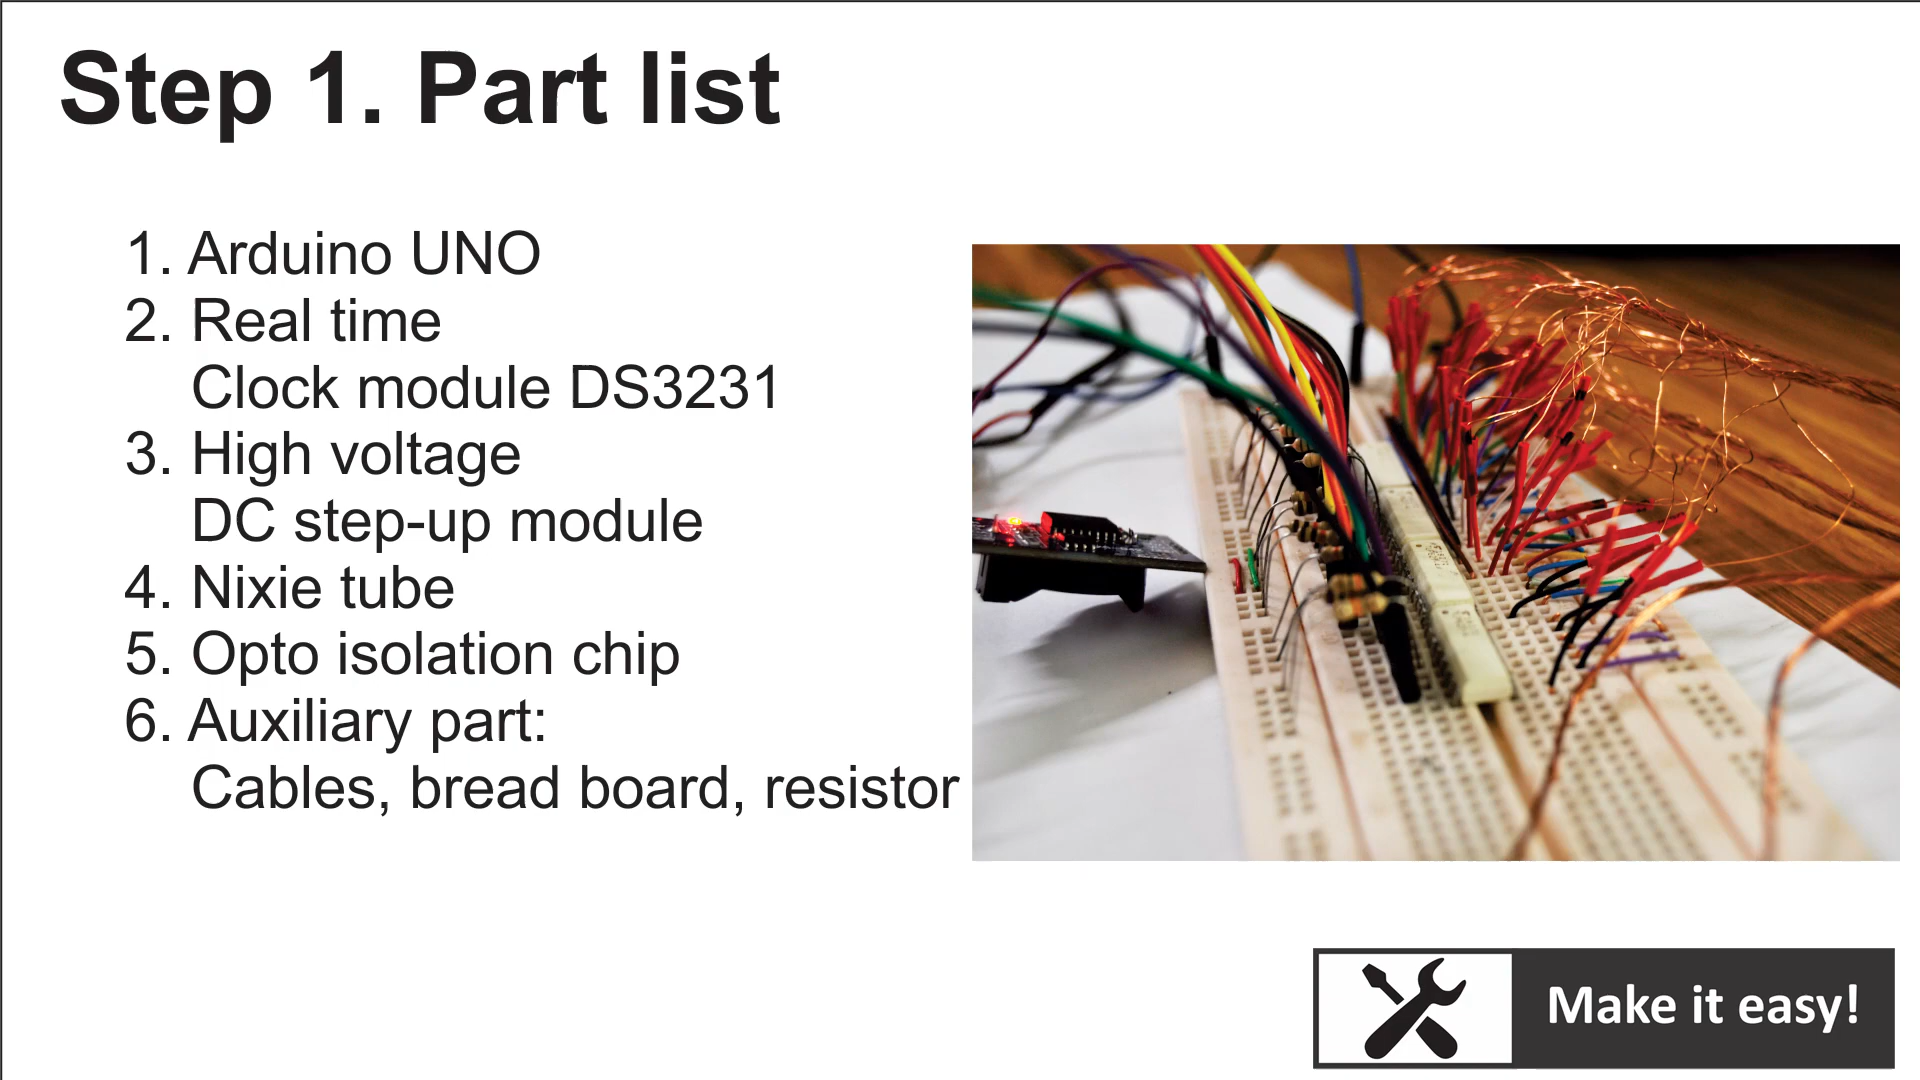 Step 1. Part list
1. Arduino UNO
2. Real time
Clock module DS3231
3. High voltage
DC step-up module
4. Nixie tube
5. Opto isolation chip
6. Auxiliary part:
Cables, bread board, resistor
Make it easy!